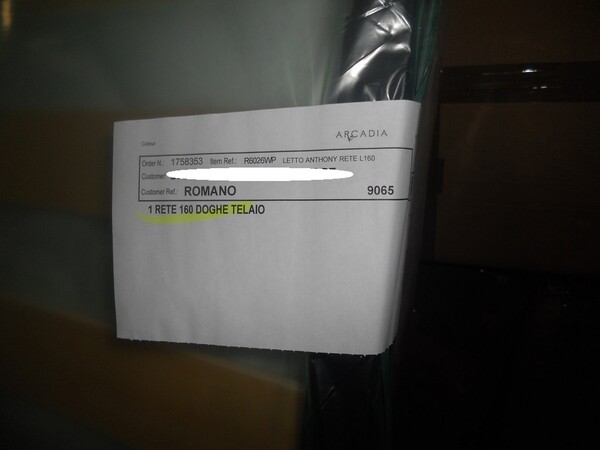 Colour:
ARCADIA
Order N.: 1758353 Item Ref.: R6026WP LETTO ANTHONY RETE L160
Customer
Customer Ref.: ROMANO 9065
1 RETE 160 DOGHE TELAIO